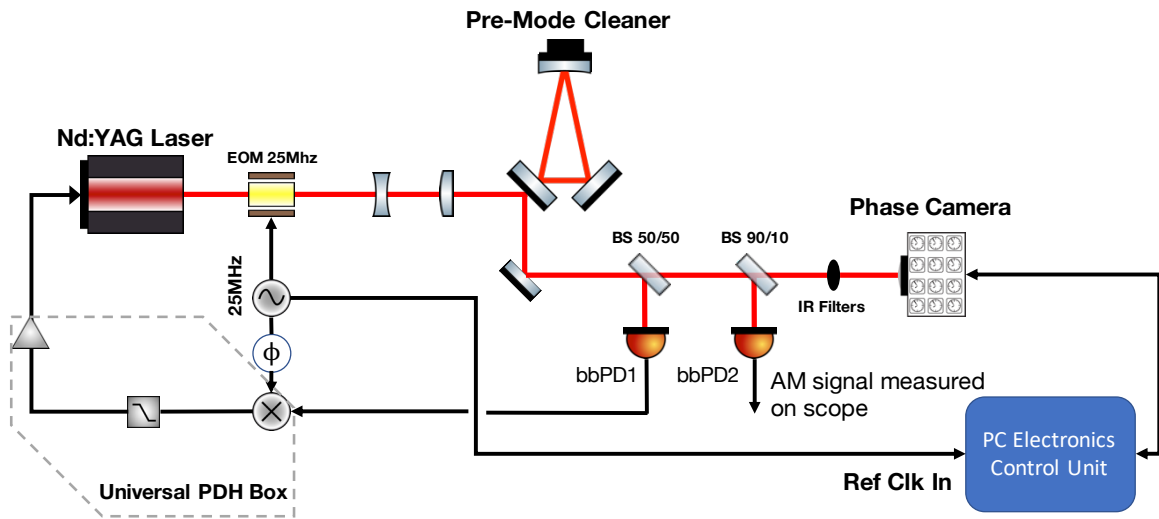 Pre-Mode Cleaner
Nd:YAG Laser
EOM 25Mhz
Phase Camera
BS 50/50
BS 90/10
25MHz
IR Filters
ϕ
bbPD1
bbPD2
AM signal measured
on scope
PC Electronics
Control Unit
Universal PDH Box
Ref Clk In